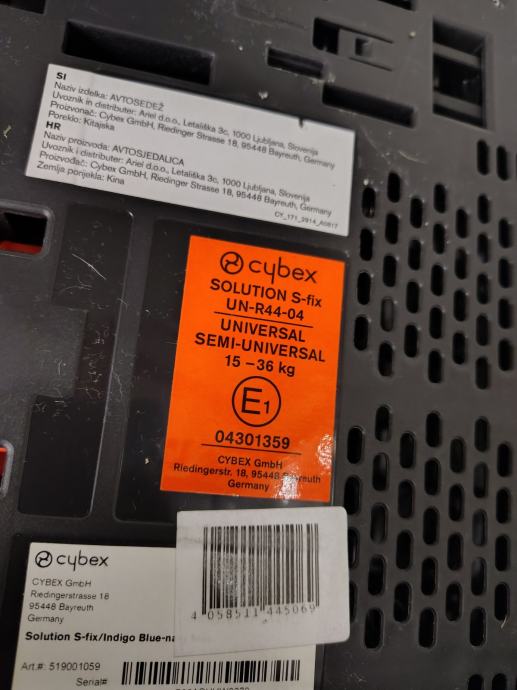 SI
Naziv izdelka: AVTOSEDEŽ
Uvoznik in distributer: Ariel d.o.o., Letališka 3c, 1000 Ljubljana, Slovenija
Proizvonač: Cybex GmbH, Riedinger Strasse 18, 95448 Bayreuth, Germany
Poreklo: Kitajska
HR
Naziv proizvoda: AVTOSJEDALICA
Uvoznik i distributer: Ariel d.o.o., Letališka 3c, 1000 Ljubljana, Slovenija
Proizvođač: Cybex GmbH, Riedinger Strasse 18, 95448 Bayreuth, Germany
Zemlja porijekla: Kina
CY_171_2914_A0817
cybex
SOLUTION S-fix
UN-R44-04
UNIVERSAL
SEMI-UNIVERSAL
15 – 36 kg
E1
04301359
CYBEX GmbH
Riedingerstr. 18, 95448 Bayreuth
Germany
4 058511 445069
cybex
CYBEX GmbH
Riedingerstrasse 18
95448 Bayreuth
Germany
Solution S-fix/Indigo Blue-na
Art.#: 519001059
Serial#